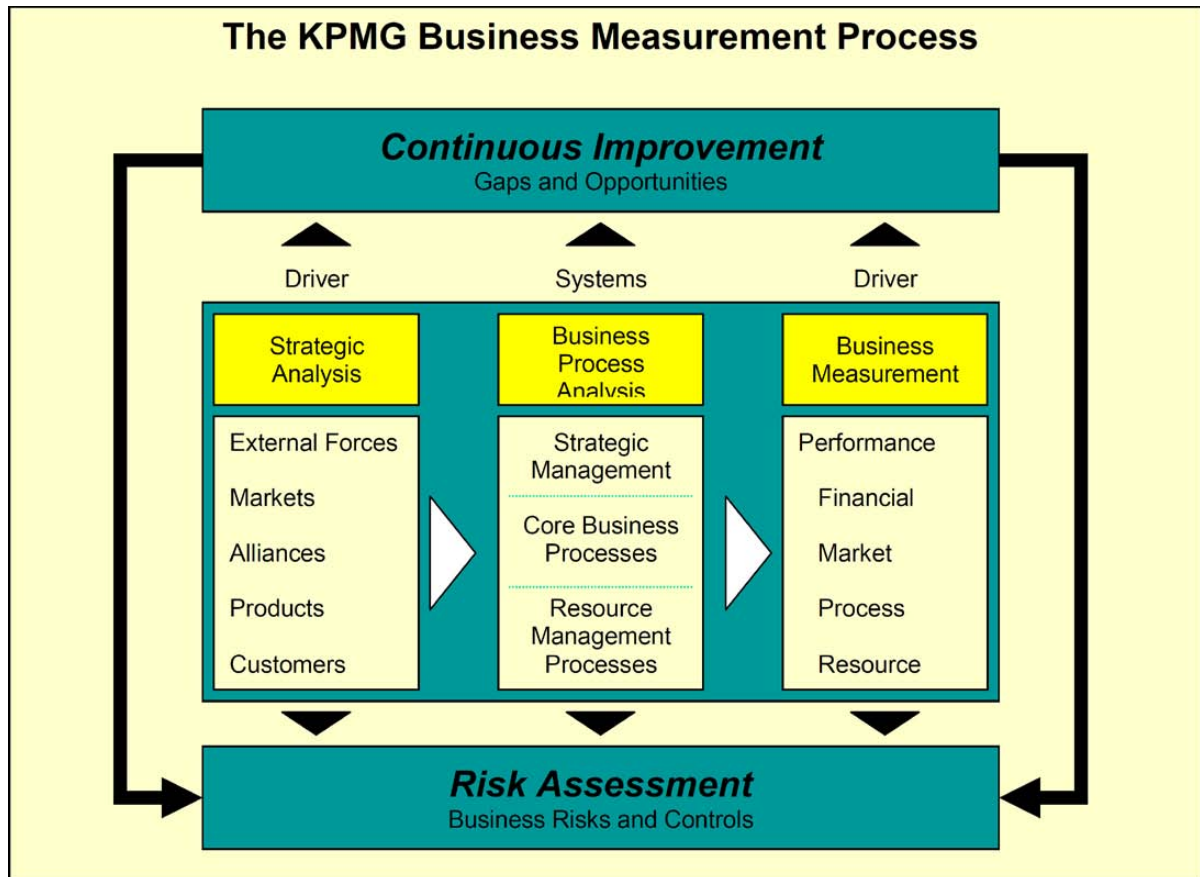 The KPMG Business Measurement Process
Continuous Improvement
Gaps and Opportunities
Driver
Systems
Driver
Strategic
Analysis
Business
Process
Analysis
Business
Measurement
External Forces
Markets
Alliances
Products
Customers
Strategic
Management
Core Business
Processes
Resource
Management
Processes
Performance
Financial
Market
Process
Resource
Risk Assessment
Business Risks and Controls